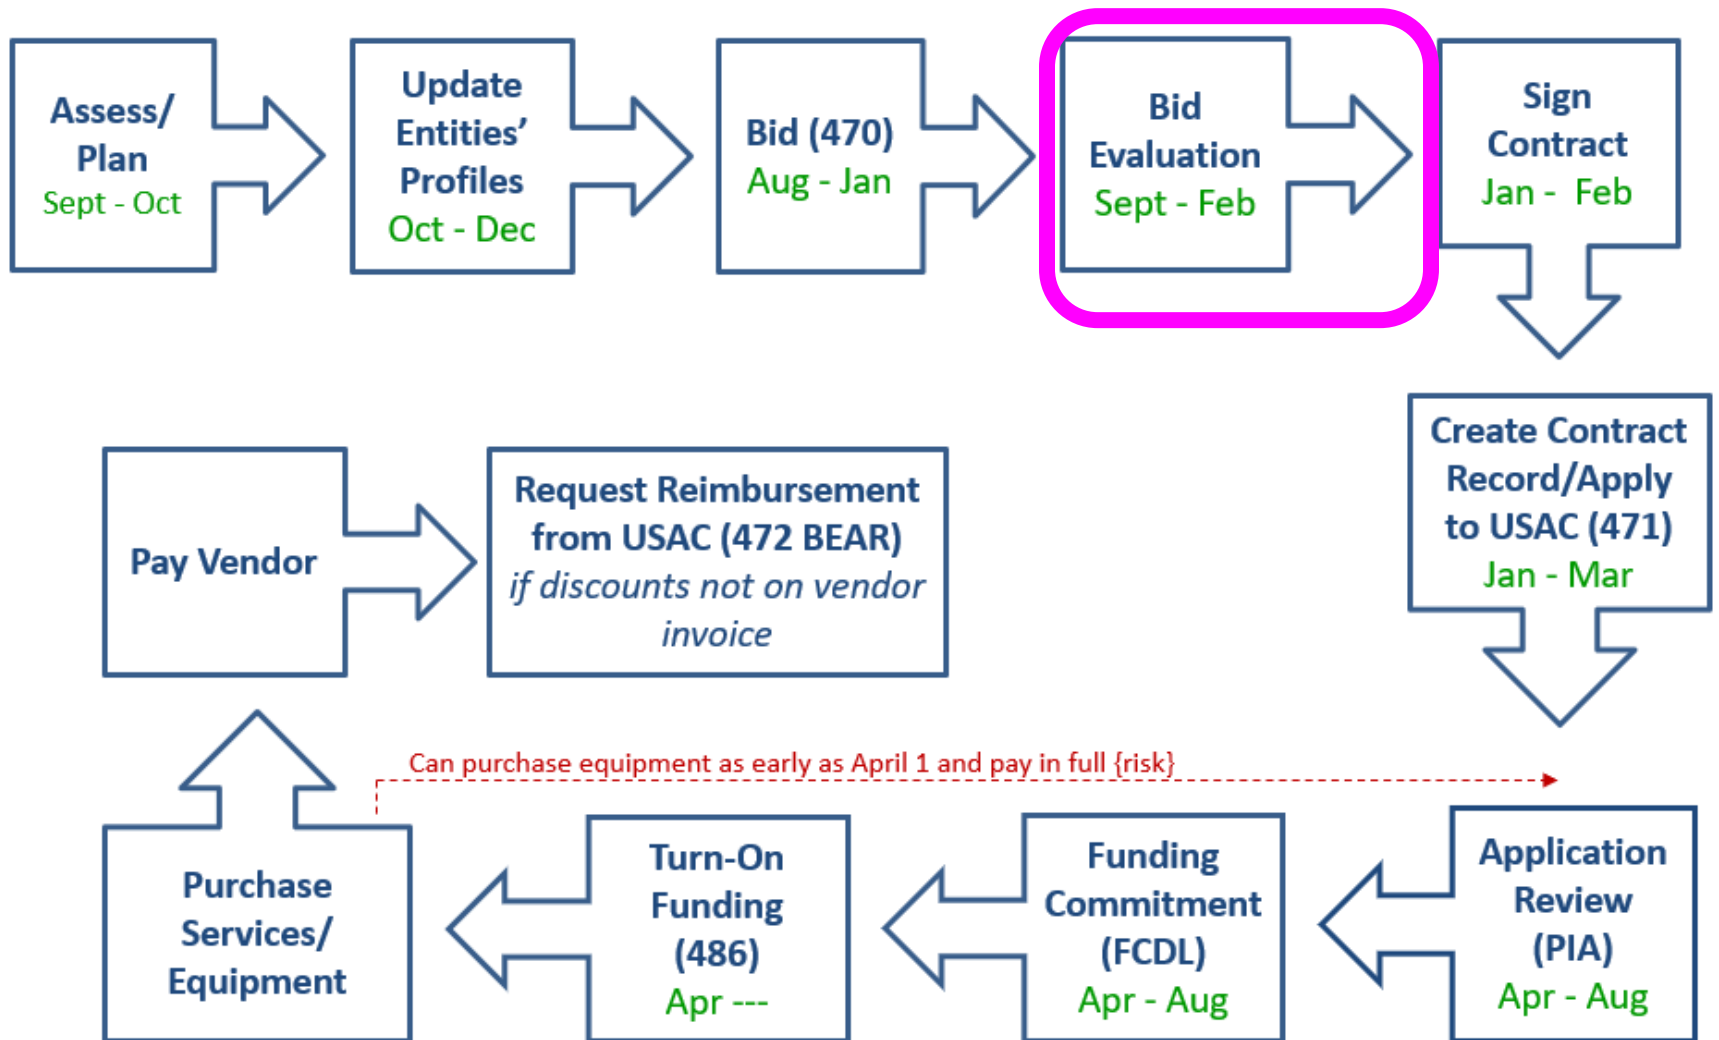 Assess/
Plan
Sept - Oct
Update
Entities’
Profiles
Oct - Dec
Bid (470)
Aug - Jan
Bid
Evaluation
Sept - Feb
Sign
Contract
Jan -  Feb
Create Contract
Record/Apply
to USAC (471)
Jan - Mar
Application
Review
(PIA)
Apr - Aug
Funding
Commitment
(FCDL)
Apr - Aug
Turn-On
Funding
(486)
Apr ---
Can purchase equipment as early as April 1 and pay in full {risk}
Purchase
Services/
Equipment
Pay Vendor
Request Reimbursement
from USAC (472 BEAR)
if discounts not on vendor
invoice